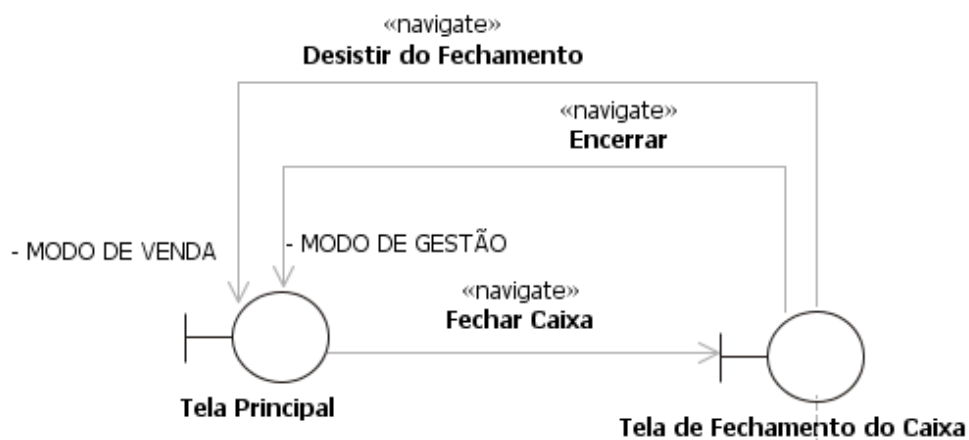 «navigate»
Desistir do Fechamento
«navigate»
Encerrar
- MODO DE VENDA
- MODO DE GESTÃO
«navigate»
Fechar Caixa
Tela Principal
Tela de Fechamento do Caixa